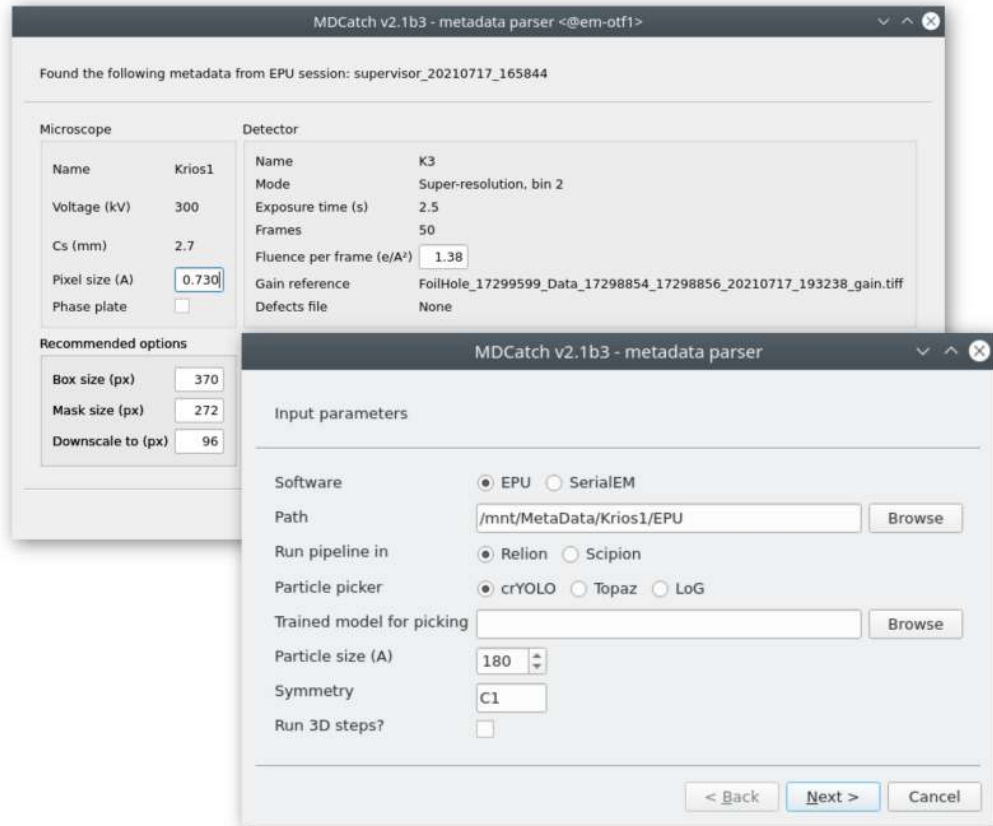 MDCatch v2.1b3 - metadata parser <@em-otf1>
Found the following metadata from EPU session: supervisor_20210717_165844
Microscope
Name Krios1
Voltage (kV) 300
Cs (mm) 2.7
Pixel size (A) 0.730
Phase plate
Detector
Name K3
Mode Super-resolution, bin 2
Exposure time (s) 2.5
Frames 50
Fluence per frame (e/A²) 1.38
Gain reference FoilHole_17299599_Data_17298854_17298856_20210717_193238_gain.tiff
Defects file None
Recommended options
Box size (px) 370
Mask size (px) 272
Downscale to (px) 96
MDCatch v2.1b3 - metadata parser
Input parameters
Software EPU SerialEM
Path /mnt/MetaData/Krios1/EPU Browse
Run pipeline in Relion Scipion
Particle picker crYOLO Topaz LoG
Trained model for picking Browse
Particle size (A) 180
Symmetry C1
Run 3D steps?
< Back Next > Cancel